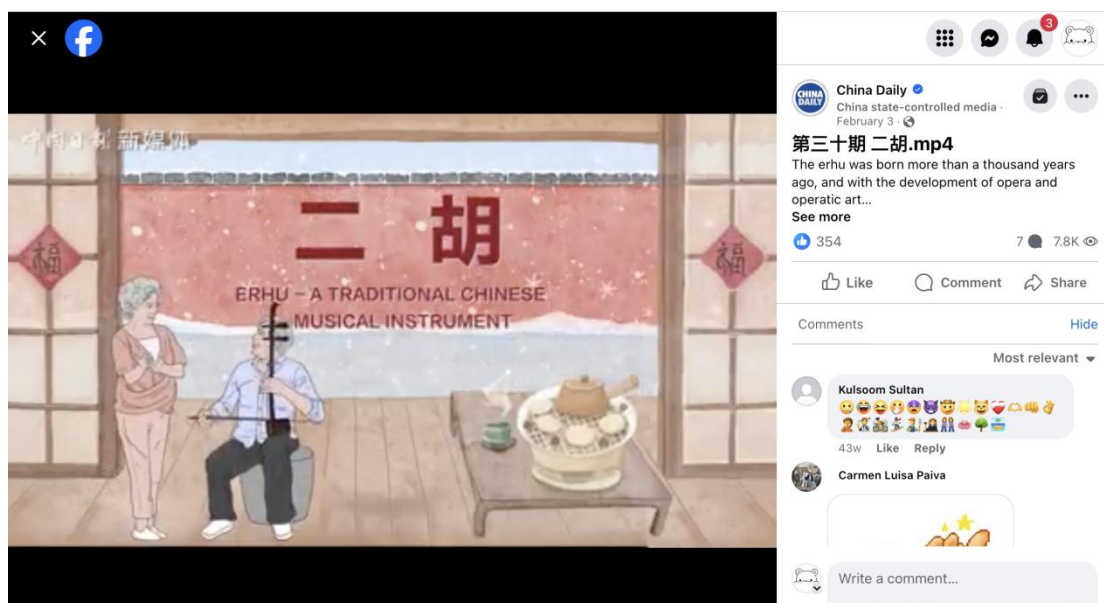 中国日报新媒体
福
二胡
福
ERHU – A TRADITIONAL CHINESE
MUSICAL INSTRUMENT
3
CHINA
DAILY
China Daily
China state-controlled media ·
February 3 ·
第三十期 二胡.mp4
The erhu was born more than a thousand years
ago, and with the development of opera and
operatic art...
See more
354
7
7.8K
Like
Comment
Share
Comments
Hide
Most relevant
Kulsoom Sultan
43w Like Reply
Carmen Luisa Paiva
Write a comment...